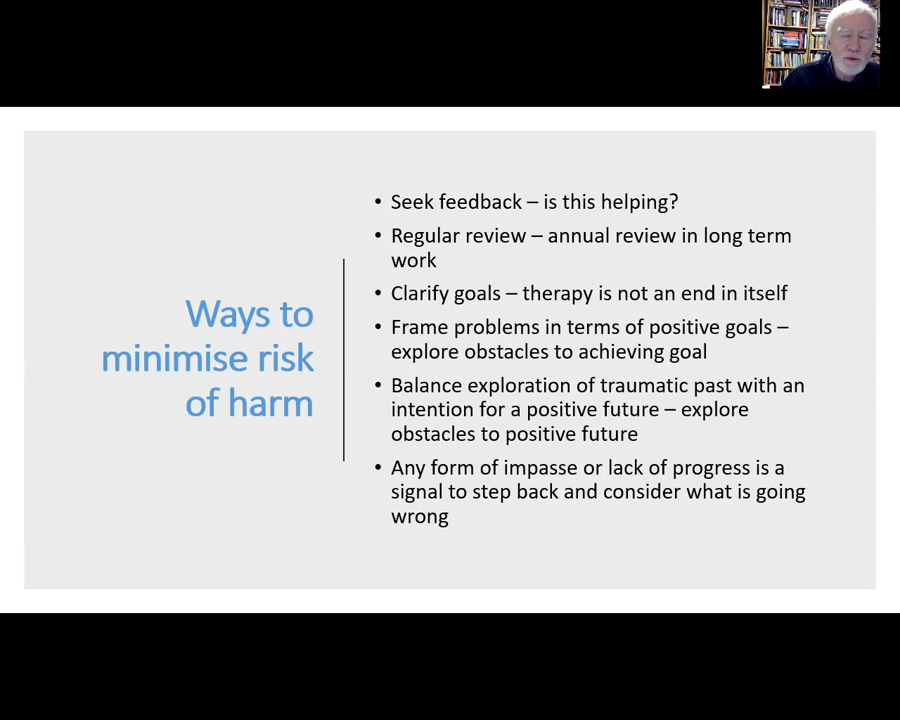 Ways to
minimise risk
of harm
• Seek feedback – is this helping?
• Regular review – annual review in long term
work
• Clarify goals – therapy is not an end in itself
• Frame problems in terms of positive goals –
explore obstacles to achieving goal
• Balance exploration of traumatic past with an
intention for a positive future – explore
obstacles to positive future
• Any form of impasse or lack of progress is a
signal to step back and consider what is going
wrong